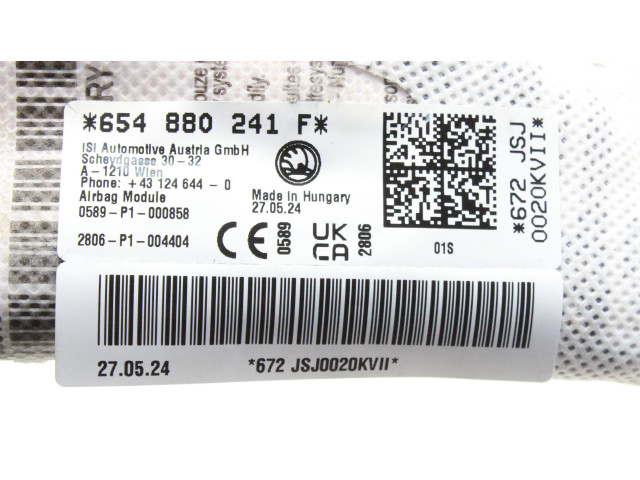 *654 880 241 F*
ISI Automotive Austria GmbH
Scheydgasse 30-32
A-1210 Wien
Phone: +43 124 644-0
Airbag Module
0589-P1-000858
2806-P1-004404
Made in Hungary
27.05.24
CE 0589
UKCA 2806
01S
*672 JSJ
0020KVII*
27.05.24
*672 JSJ0020KVII*